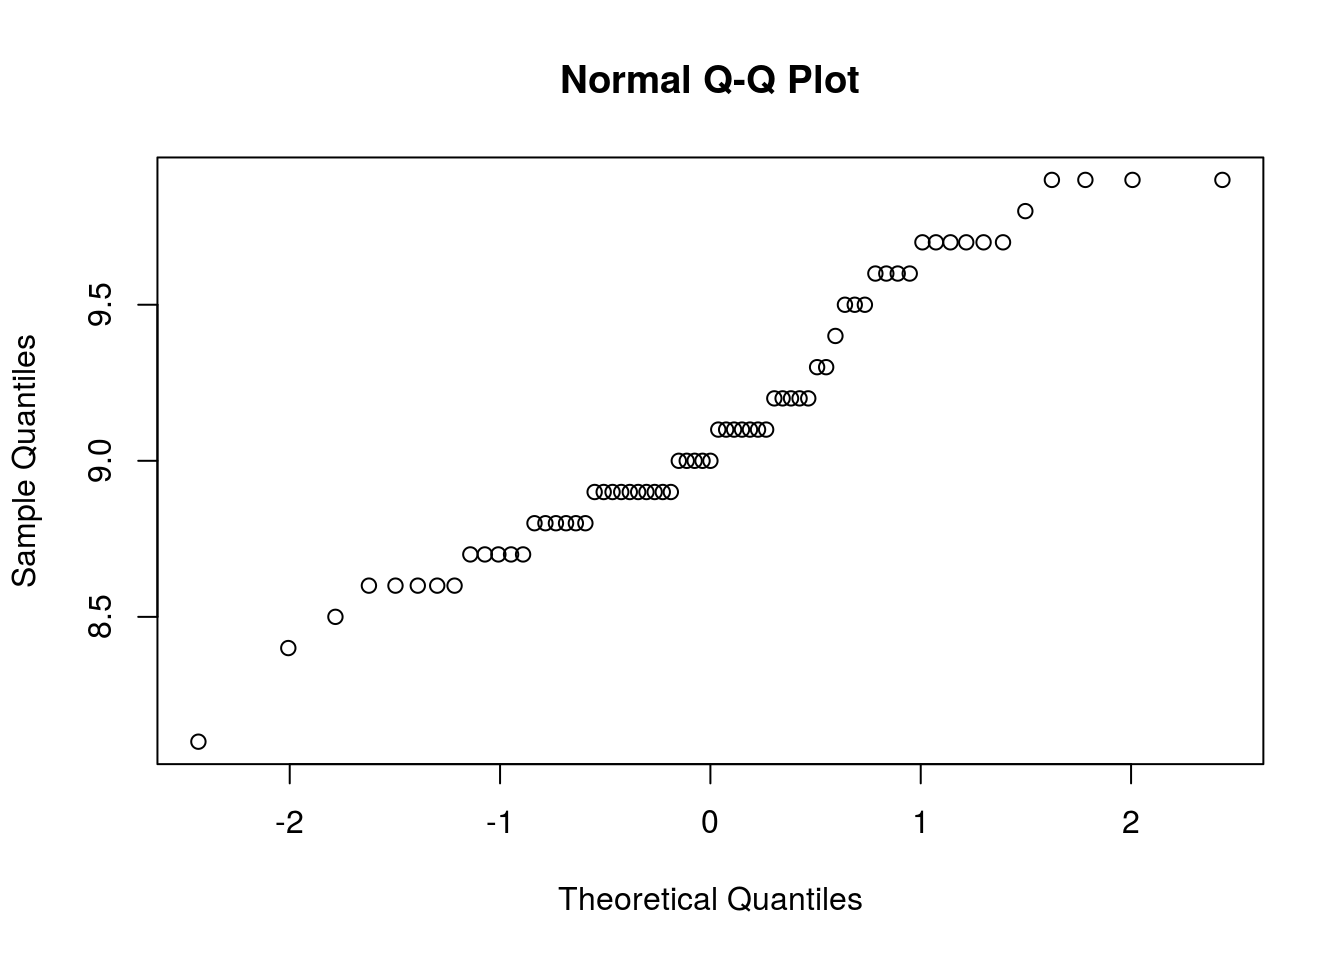 Normal Q-Q Plot
Sample Quantiles
9.5
9.0
8.5
-2 -1 0 1 2
Theoretical Quantiles